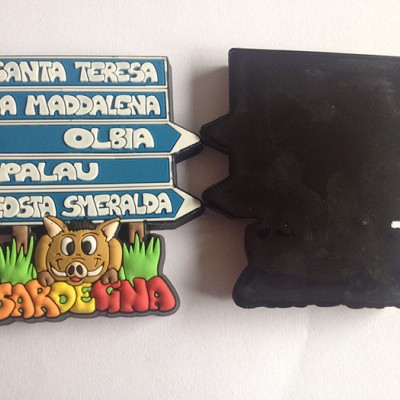 SANTA TERESA
A MADDALENA
OLBIA
PALAU
COSTA SMERALDA
SARDEGNA